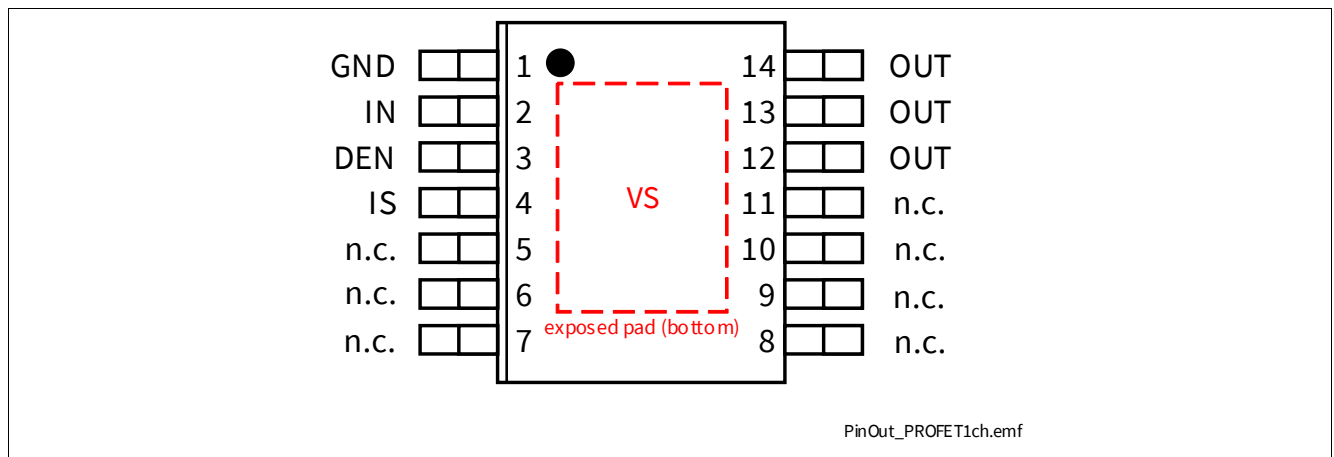 GND 1 14 OUT
IN 2 13 OUT
DEN 3 12 OUT
IS 4 VS 11 n.c.
n.c. 5 10 n.c.
n.c. 6 9 n.c.
exposed pad (bottom)
n.c. 7 8 n.c.
PinOut_PROFET1ch.emf